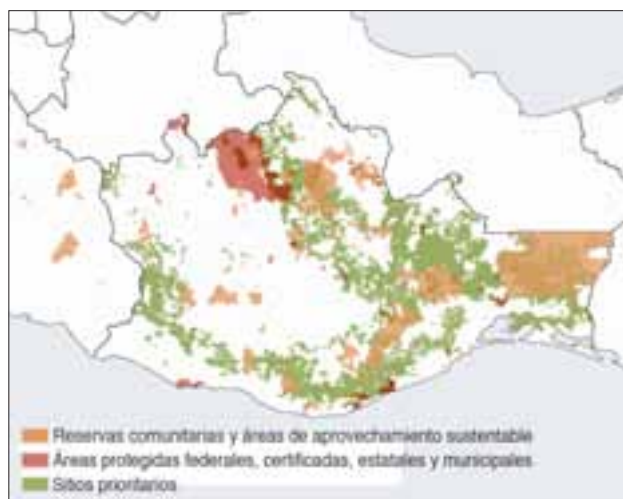 Reservas comunitarias y áreas de aprovechamiento sustentable
Áreas protegidas federales, certificadas, estatales y municipales
Sitios prioritarios